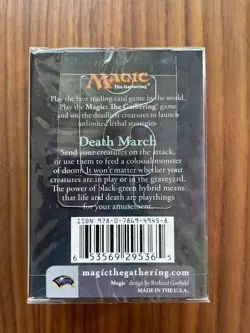 MAGIC
The Gathering®
Play the best trading card game in the world.
Play the MAGIC: THE GATHERING® game
and use the deadliest creatures to launch
unlimited lethal strategies.
Death March
Send your creatures on the attack,
or use them to feed a colossal monster
of doom. It won't matter whether your
creatures are in play or in the graveyard.
The power of black-green hybrid means
that life and death are playthings
for your amusement.
ISBN 978-0-7869-4945-8
6 53569 29536 5
magicthegathering.com
Magic design by Richard Garfield
MADE IN THE U.S.A.